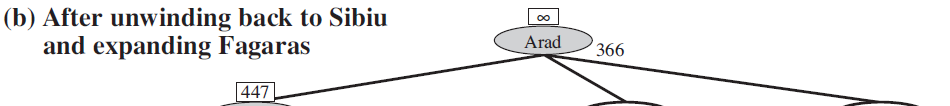 (b) After unwinding back to Sibiu
and expanding Fagaras
∞
Arad
366
447